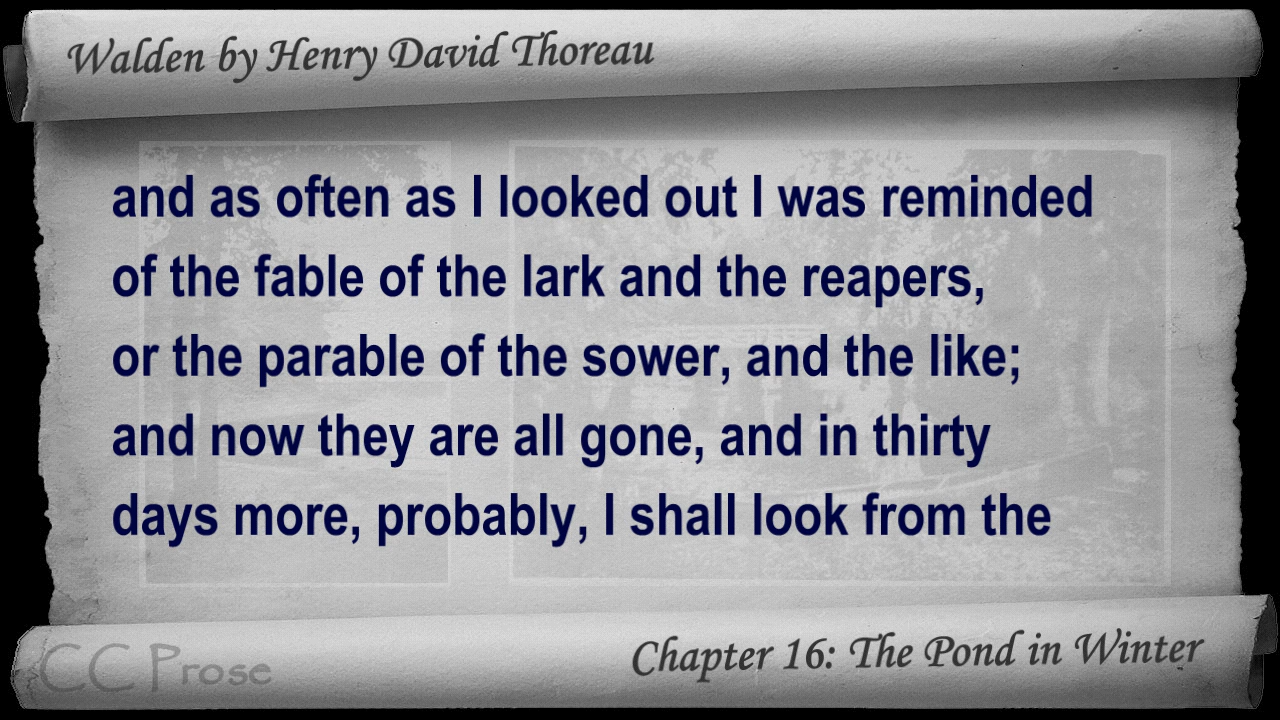 Walden by Henry David Thoreau
and as often as I looked out I was reminded
of the fable of the lark and the reapers,
or the parable of the sower, and the like;
and now they are all gone, and in thirty
days more, probably, I shall look from the
CC Prose
Chapter 16: The Pond in Winter